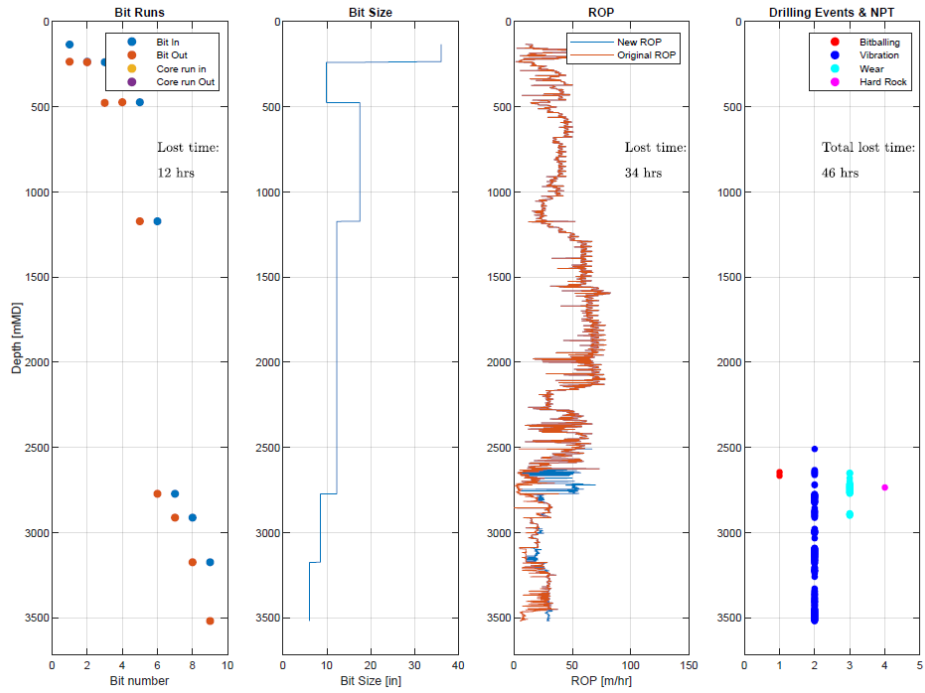 Bit Runs
Bit Size
ROP
Drilling Events & NPT
0
500
1000
1500
2000
2500
3000
3500
Depth [mMD]
Bit In
Bit Out
Core run in
Core run Out
Lost time:
12 hrs
0 2 4 6 8 10
Bit number
0
500
1000
1500
2000
2500
3000
3500
0 10 20 30 40
Bit Size [in]
0
500
1000
1500
2000
2500
3000
3500
New ROP
Original ROP
Lost time:
34 hrs
0 50 100 150
ROP [m/hr]
0
500
1000
1500
2000
2500
3000
3500
Bitballing
Vibration
Wear
Hard Rock
Total lost time:
46 hrs
0 1 2 3 4 5